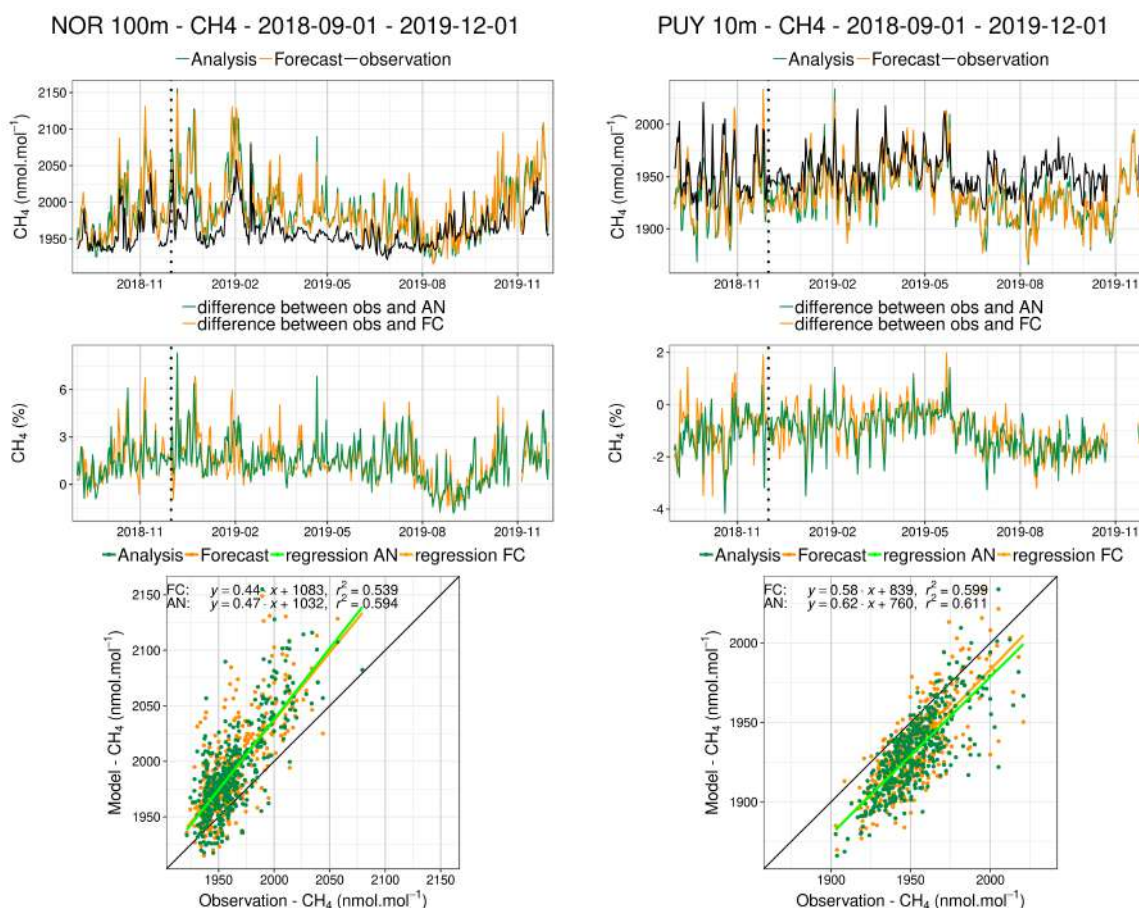 NOR 100m - CH4 - 2018-09-01 - 2019-12-01
Analysis Forecast observation
CH4 (nmol.mol−1)
2150
2100
2050
2000
1950
2018-11 2019-02 2019-05 2019-08 2019-11
difference between obs and AN
difference between obs and FC
CH4 (%)
6
3
0
2018-11 2019-02 2019-05 2019-08 2019-11
Analysis Forecast regression AN regression FC
FC: y = 0.44 · x + 1083, r2 = 0.539
AN: y = 0.47 · x + 1032, r2 = 0.594
Model - CH4 (nmol.mol−1)
2150
2100
2050
2000
1950
1950 2000 2050 2100 2150
Observation - CH4 (nmol.mol−1)
PUY 10m - CH4 - 2018-09-01 - 2019-12-01
Analysis Forecast observation
CH4 (nmol.mol−1)
2000
1950
1900
2018-11 2019-02 2019-05 2019-08 2019-11
difference between obs and AN
difference between obs and FC
CH4 (%)
2
0
-2
-4
2018-11 2019-02 2019-05 2019-08 2019-11
Analysis Forecast regression AN regression FC
FC: y = 0.58 · x + 839, r2 = 0.599
AN: y = 0.62 · x + 760, r2 = 0.611
Model - CH4 (nmol.mol−1)
2000
1950
1900
1900 1950 2000
Observation - CH4 (nmol.mol−1)